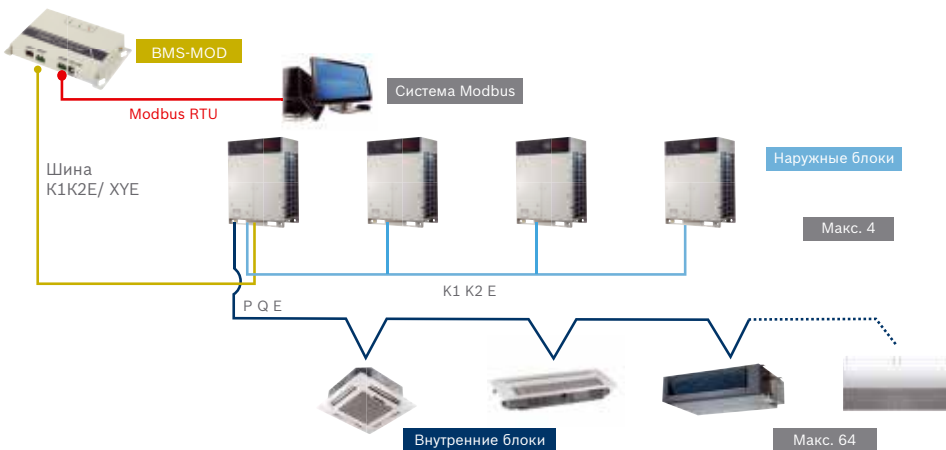 BMS-MOD
Система Modbus
Modbus RTU
Наружные блоки
Шина
K1K2E/ XYE
Макс. 4
K1 K2 E
P Q E
Внутренние блоки
Макс. 64